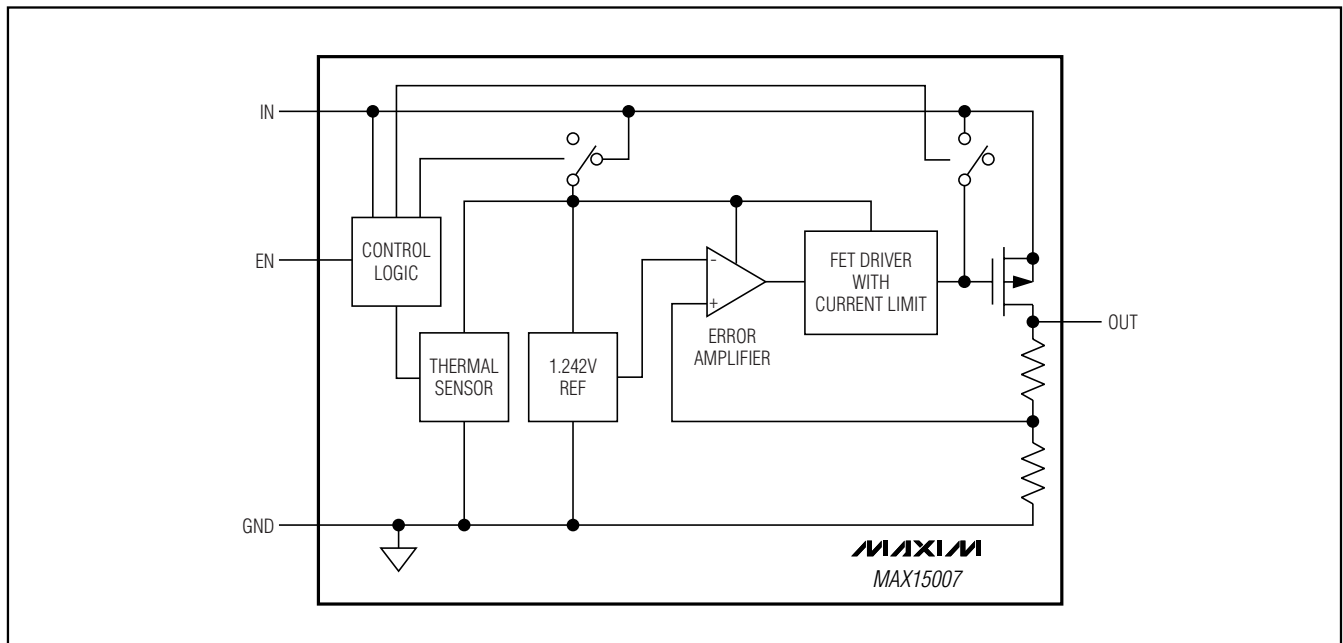 IN
EN
CONTROL
LOGIC
-
+
ERROR
AMPLIFIER
FET DRIVER
WITH
CURRENT LIMIT
OUT
THERMAL
SENSOR
1.242V
REF
GND
MAXIM
MAX15007